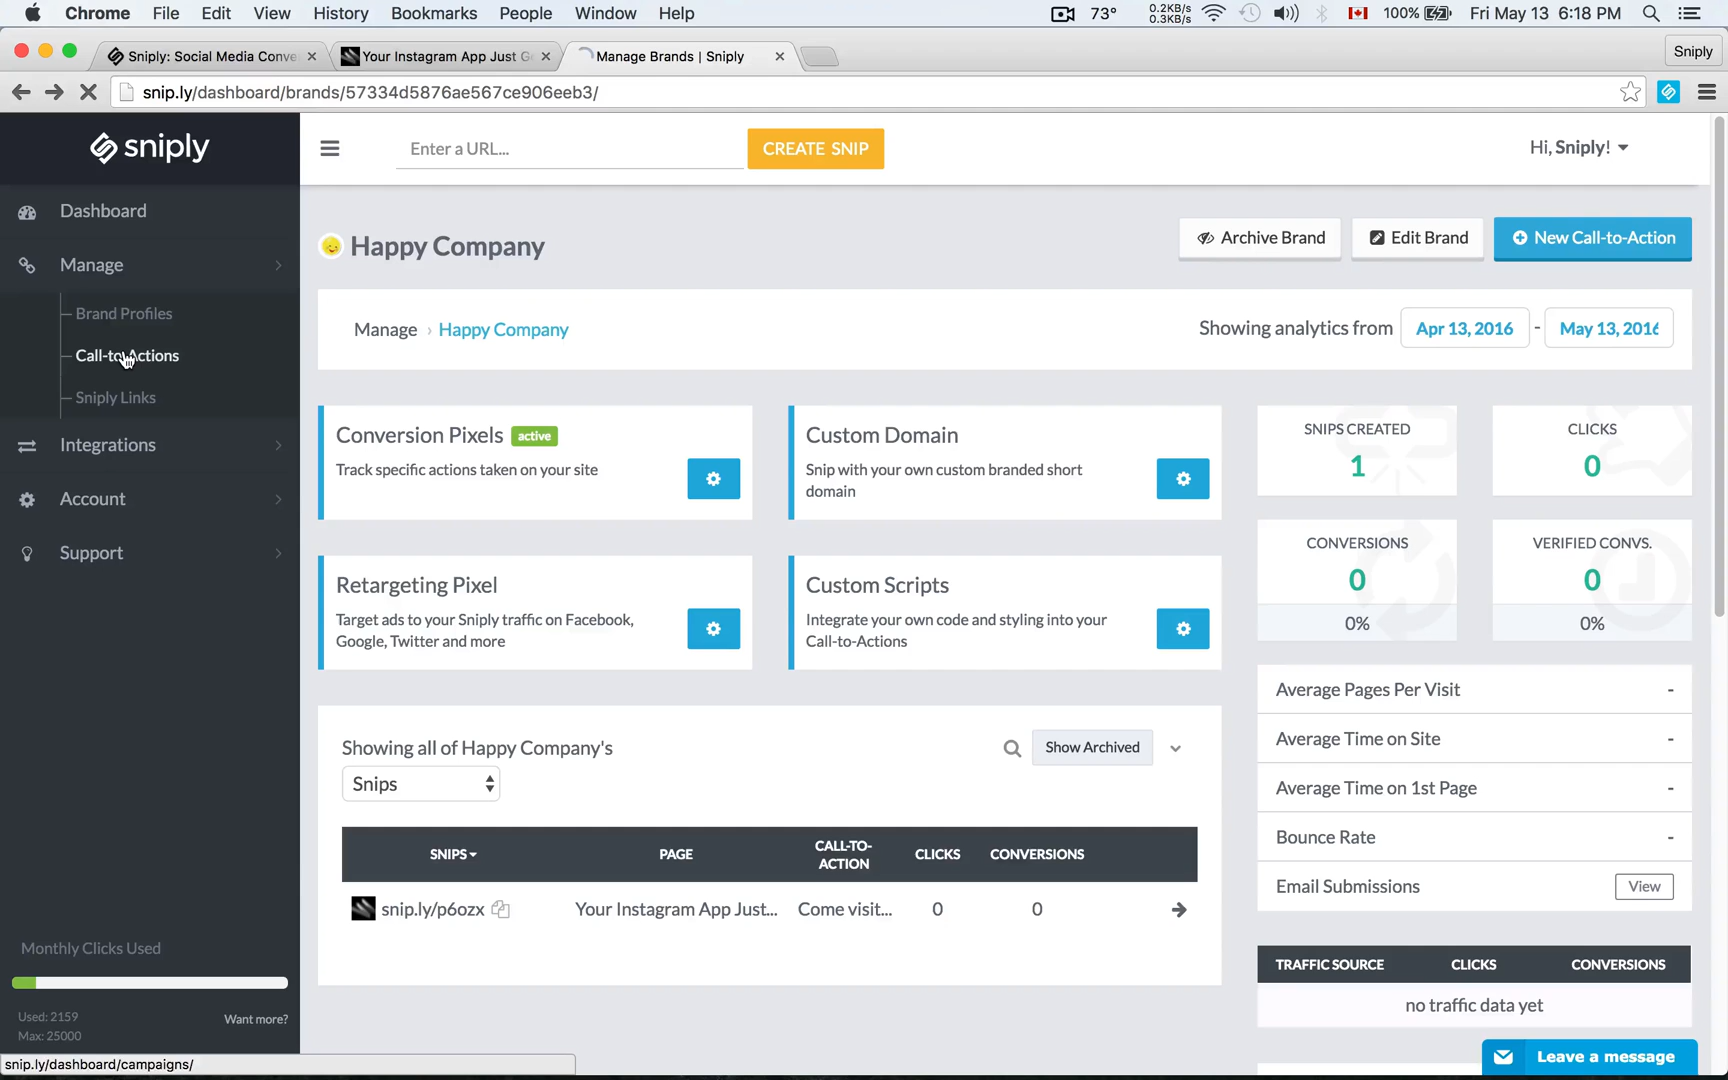 Chrome File Edit View History Bookmarks People Window Help 73° 0.2KB/s 0.3KB/s 100% Fri May 13 6:18 PM
Sniply: Social Media Conve
Your Instagram App Just G
Manage Brands | Sniply
Sniply
snip.ly/dashboard/brands/57334d5876ae567ce906eeb3/
sniply
Enter a URL...
CREATE SNIP
Hi, Sniply!
Dashboard
Manage
Brand Profiles
Call-to-Actions
Sniply Links
Integrations
Account
Support
Monthly Clicks Used
Used: 2159
Max: 25000
Want more?
snip.ly/dashboard/campaigns/
Happy Company
Archive Brand
Edit Brand
New Call-to-Action
Manage › Happy Company
Showing analytics from Apr 13, 2016 - May 13, 2016
Conversion Pixels active
Track specific actions taken on your site
Custom Domain
Snip with your own custom branded short
domain
Retargeting Pixel
Target ads to your Sniply traffic on Facebook,
Google, Twitter and more
Custom Scripts
Integrate your own code and styling into your
Call-to-Actions
SNIPS CREATED
1
CLICKS
0
CONVERSIONS
0
0%
VERIFIED CONVS.
0
0%
Average Pages Per Visit -
Average Time on Site -
Average Time on 1st Page -
Bounce Rate -
Email Submissions View
Showing all of Happy Company's
Snips
Show Archived
SNIPS PAGE CALL-TO-ACTION CLICKS CONVERSIONS
snip.ly/p6ozx Your Instagram App Just... Come visit... 0 0
TRAFFIC SOURCE CLICKS CONVERSIONS
no traffic data yet
Leave a message